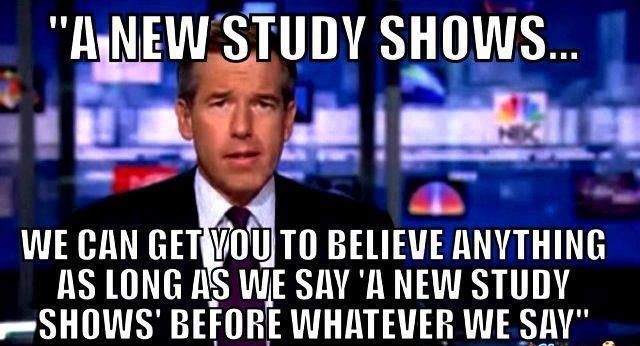 "A NEW STUDY SHOWS...
NBC
WE CAN GET YOU TO BELIEVE ANYTHING
AS LONG AS WE SAY 'A NEW STUDY
SHOWS' BEFORE WHATEVER WE SAY"